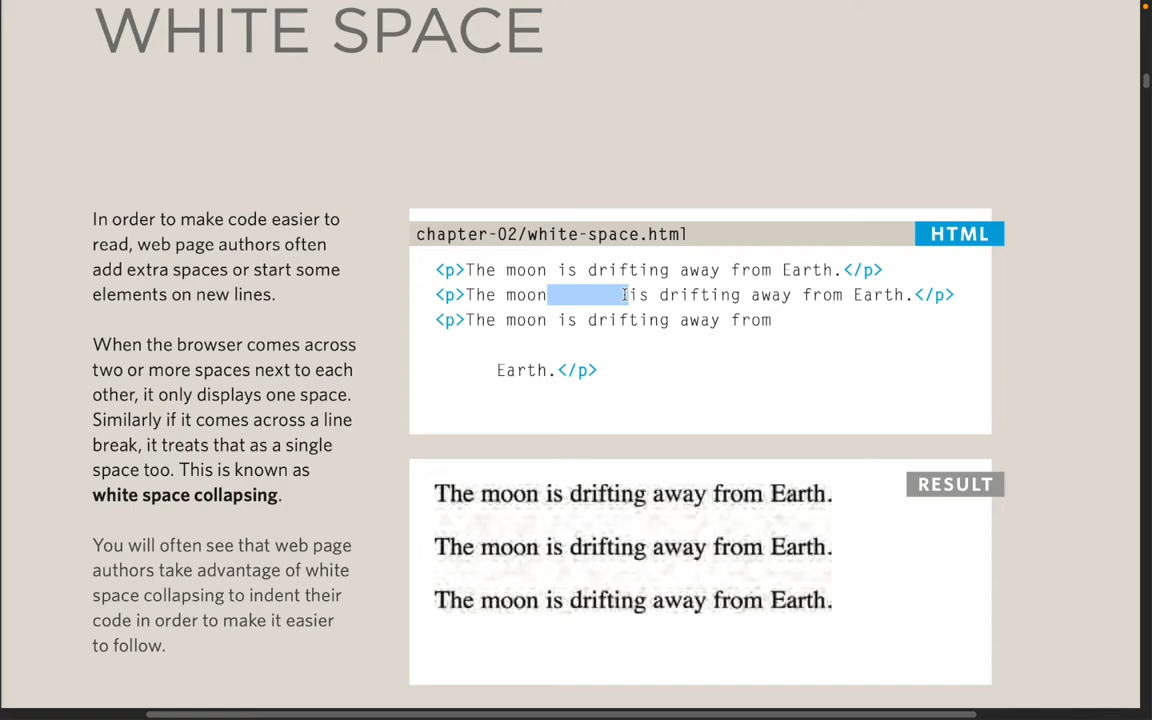 WHITE SPACE
In order to make code easier to
read, web page authors often
add extra spaces or start some
elements on new lines.
When the browser comes across
two or more spaces next to each
other, it only displays one space.
Similarly if it comes across a line
break, it treats that as a single
space too. This is known as
white space collapsing.
You will often see that web page
authors take advantage of white
space collapsing to indent their
code in order to make it easier
to follow.
chapter-02/white-space.html
HTML
<p>The moon is drifting away from Earth.</p>
<p>The moon        is drifting away from Earth.</p>
<p>The moon is drifting away from
Earth.</p>
RESULT
The moon is drifting away from Earth.
The moon is drifting away from Earth.
The moon is drifting away from Earth.